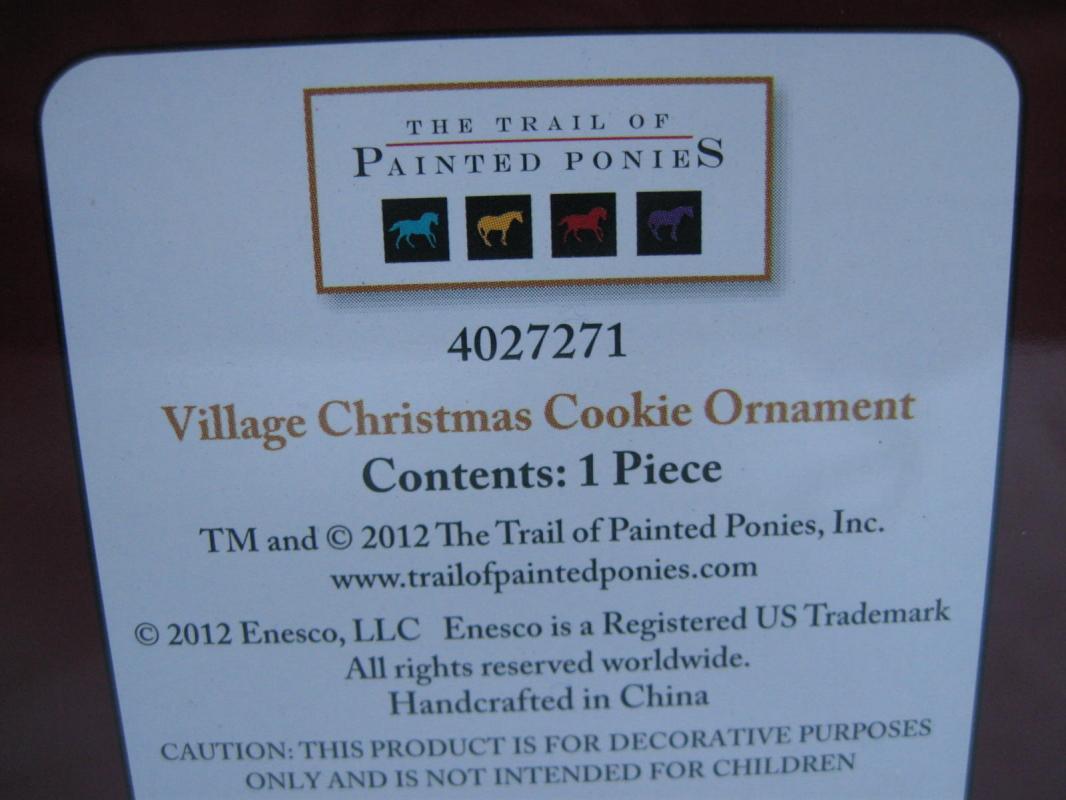 THE TRAIL OF
PAINTED PONIES
4027271
Village Christmas Cookie Ornament
Contents: 1 Piece
TM and © 2012 The Trail of Painted Ponies, Inc.
www.trailofpaintedponies.com
© 2012 Enesco, LLC Enesco is a Registered US Trademark
All rights reserved worldwide.
Handcrafted in China
CAUTION: THIS PRODUCT IS FOR DECORATIVE PURPOSES
ONLY AND IS NOT INTENDED FOR CHILDREN